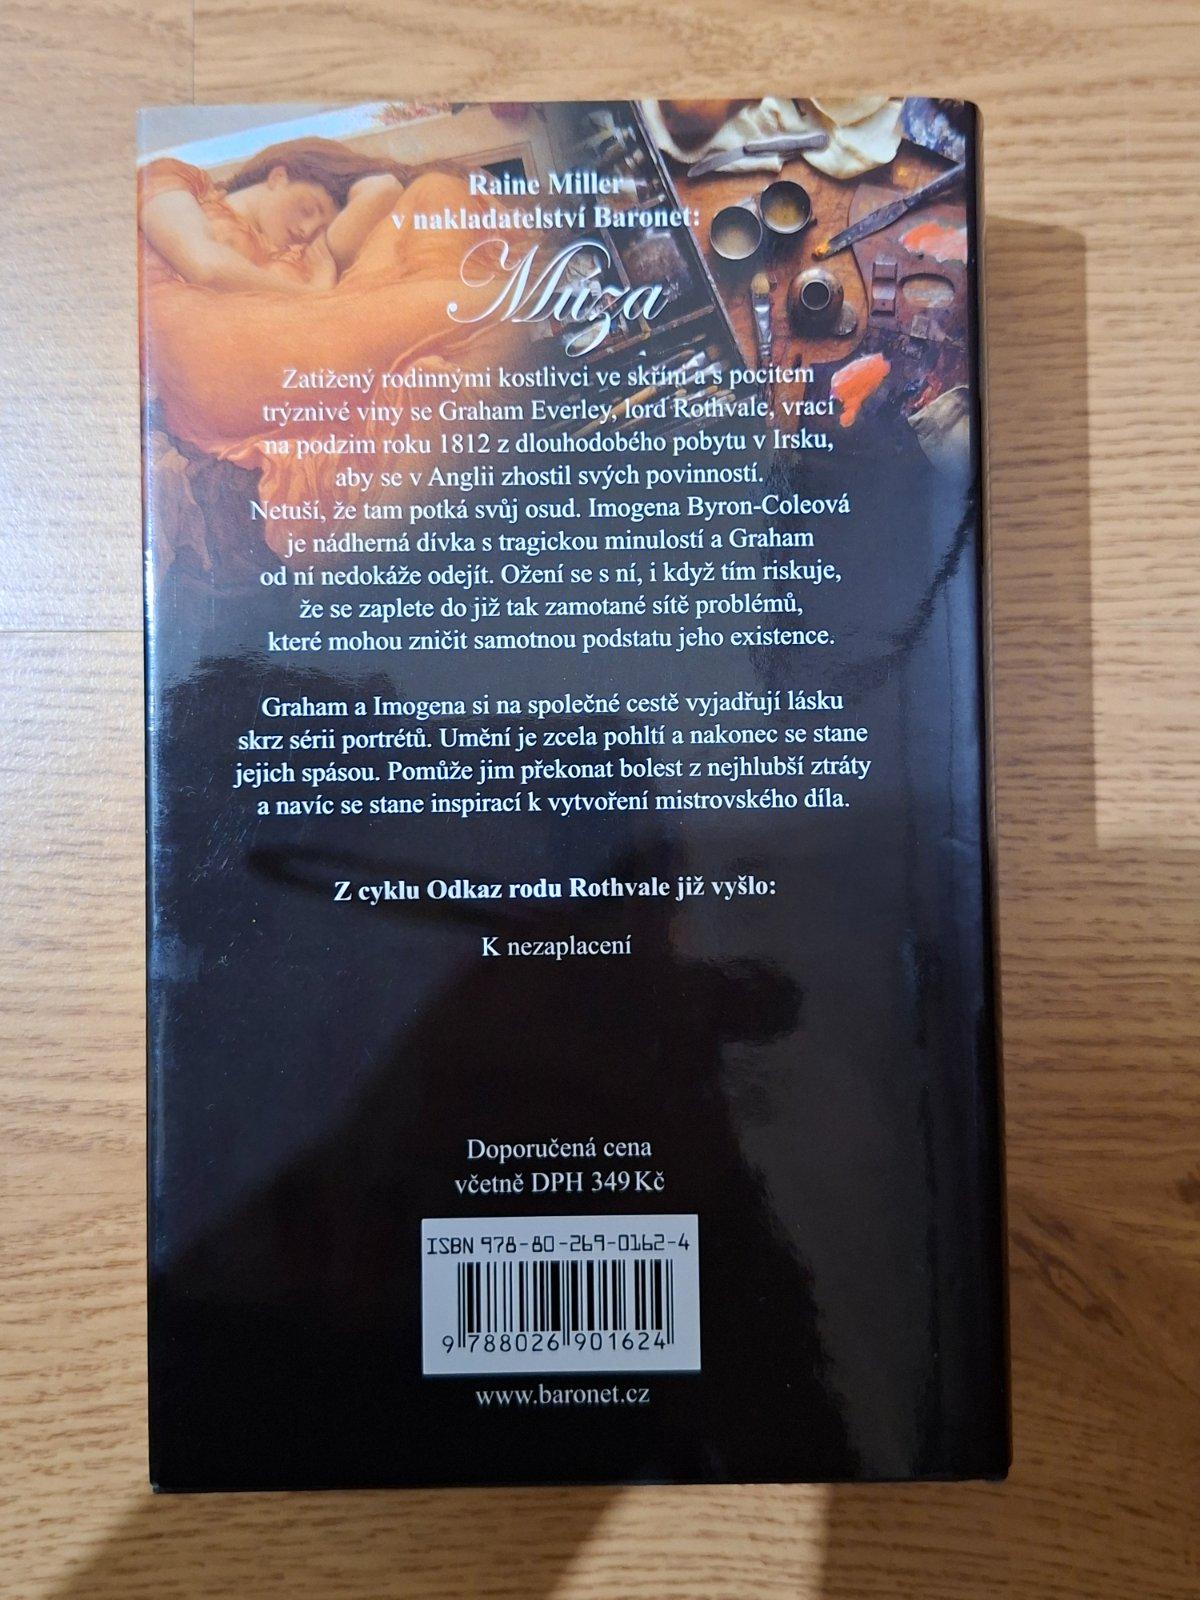 Raine Miller
v nakladatelství Baronet:
Múza
Zatížený rodinnými kostlivci ve skříni a s pocitem
trýznivé viny se Graham Everley, lord Rothvale, vrací
na podzim roku 1812 z dlouhodobého pobytu v Irsku,
aby se v Anglii zhostil svých povinností.
Netuší, že tam potká svůj osud. Imogena Byron-Coleová
je nádherná dívka s tragickou minulostí a Graham
od ní nedokáže odejít. Ožení se s ní, i když tím riskuje,
že se zaplete do již tak zamotané sítě problémů,
které mohou zničit samotnou podstatu jeho existence.
Graham a Imogena si na společné cestě vyjadřují lásku
skrz sérii portrétů. Umění je zcela pohltí a nakonec se stane
jejich spásou. Pomůže jim překonat bolest z nejhlubší ztráty
a navíc se stane inspirací k vytvoření mistrovského díla.
Z cyklu Odkaz rodu Rothvale již vyšlo:
K nezaplacení
Doporučená cena
včetně DPH 349 Kč
ISBN 978-80-269-0162-4
9 788026 901624
www.baronet.cz